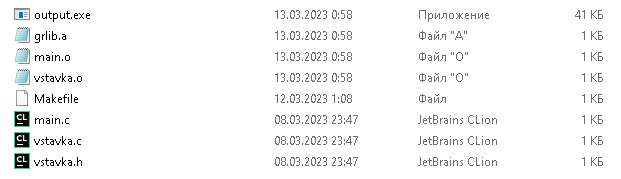 output.exe 13.03.2023 0:58 Приложение 41 КБ
grlib.a 13.03.2023 0:58 Файл "A" 1 КБ
main.o 13.03.2023 0:58 Файл "O" 1 КБ
vstavka.o 13.03.2023 0:58 Файл "O" 1 КБ
Makefile 12.03.2023 1:08 Файл 1 КБ
CL main.c 08.03.2023 23:47 JetBrains CLion 1 КБ
CL vstavka.c 08.03.2023 23:47 JetBrains CLion 1 КБ
CL vstavka.h 08.03.2023 23:47 JetBrains CLion 1 КБ